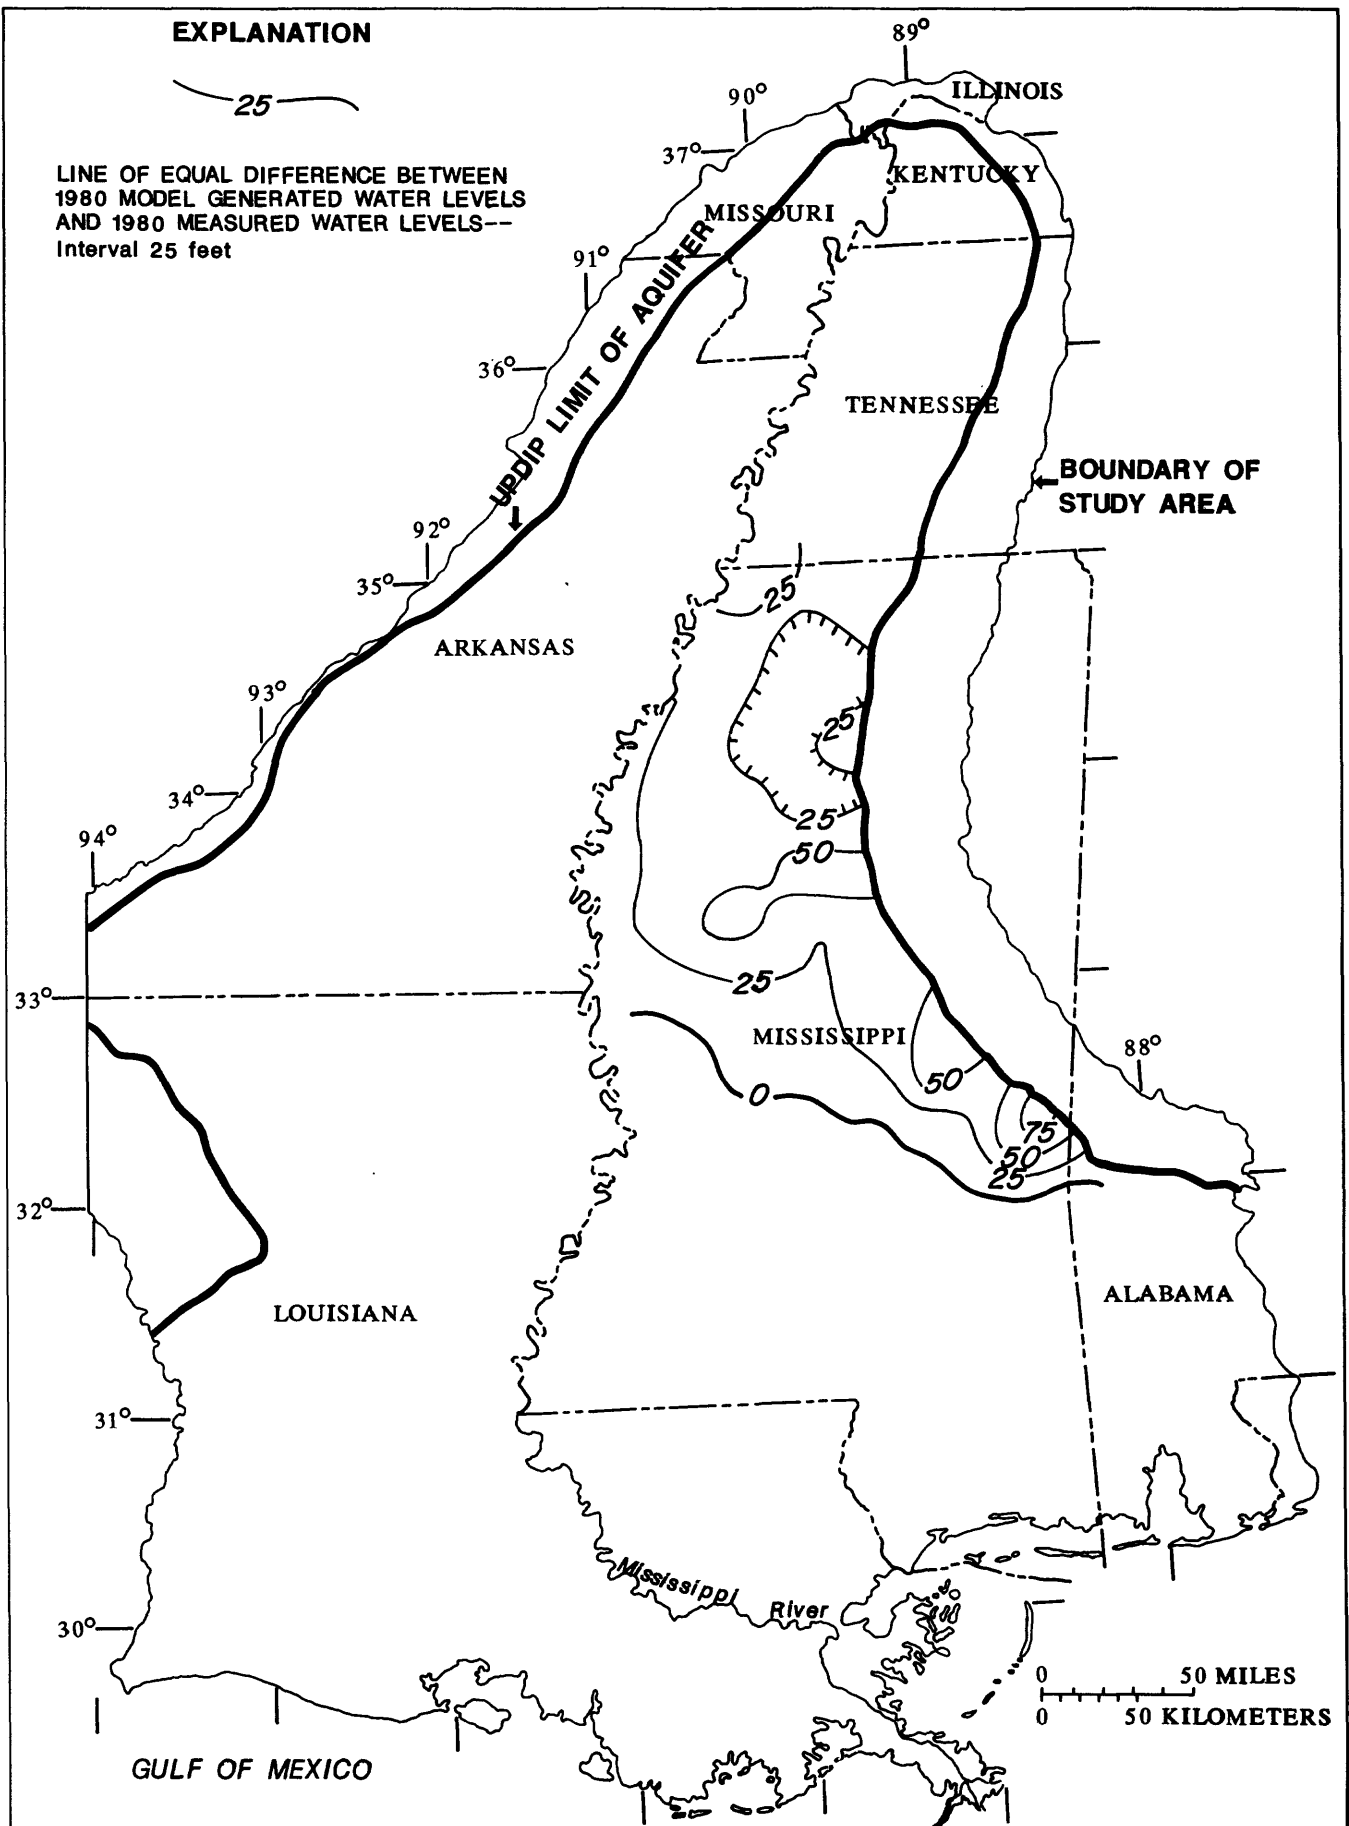 EXPLANATION
25
LINE OF EQUAL DIFFERENCE BETWEEN
1980 MODEL GENERATED WATER LEVELS
AND 1980 MEASURED WATER LEVELS--
Interval 25 feet
89°
ILLINOIS
90°
37°
KENTUCKY
MISSOURI
91°
UPDIP LIMIT OF AQUIFER
36°
TENNESSEE
BOUNDARY OF
STUDY AREA
92°
35°
25
ARKANSAS
93°
25
34°
25
94°
50
25
33°
MISSISSIPPI
88°
50
0
75
50
25
32°
ALABAMA
LOUISIANA
31°
Mississippi River
30°
0 50 MILES
0 50 KILOMETERS
GULF OF MEXICO